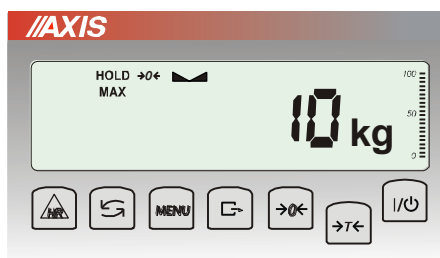 //AXIS
HOLD →0←
MAX
10 kg
100
50
0
HR
MENU
→0←
→T←
I/⏻